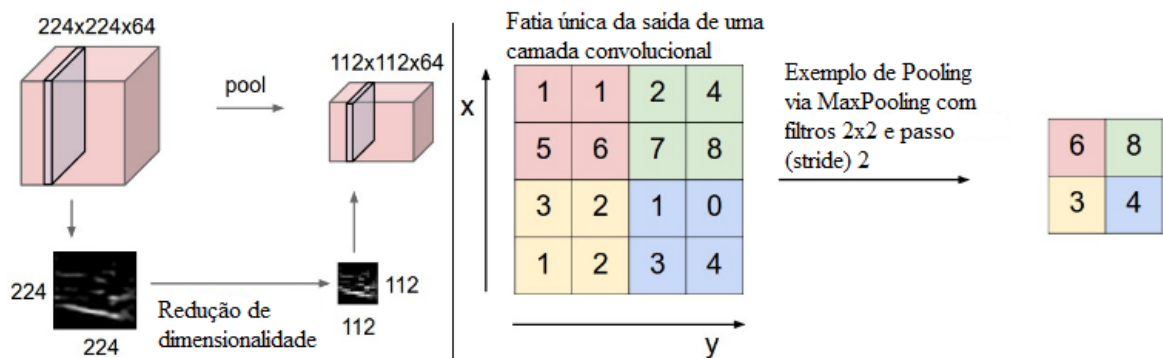 224x224x64
pool
112x112x64
224
224
Redução de
dimensionalidade
112
112
Fatia única da saída de uma
camada convolucional
x
1 1 2 4
5 6 7 8
3 2 1 0
1 2 3 4
y
Exemplo de Pooling
via MaxPooling com
filtros 2x2 e passo
(stride) 2
6 8
3 4